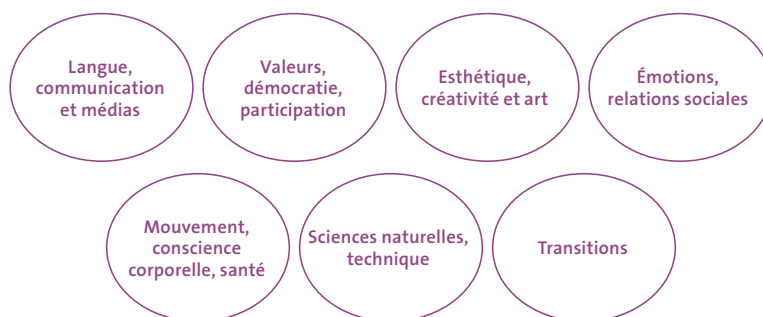 Langue,
communication
et médias
Valeurs,
démocratie,
participation
Esthétique,
créativité et art
Émotions,
relations sociales
Mouvement,
conscience
corporelle, santé
Sciences naturelles,
technique
Transitions